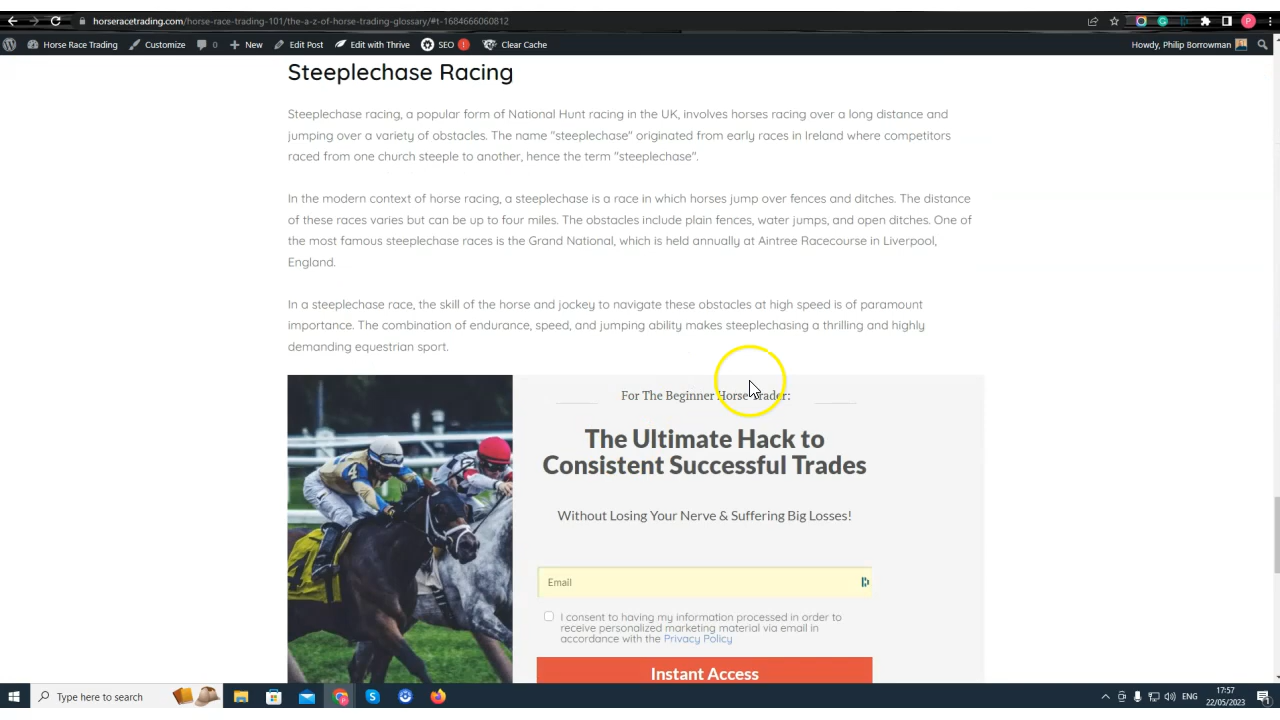 horseracetrading.com/horse-race-trading-101/the-a-z-of-horse-trading-glossary/#t-1684666060812
Horse Race Trading Customize 0 New Edit Post Edit with Thrive SEO 1 Clear Cache Howdy, Philip Borrowman
Steeplechase Racing
Steeplechase racing, a popular form of National Hunt racing in the UK, involves horses racing over a long distance and
jumping over a variety of obstacles. The name "steeplechase" originated from early races in Ireland where competitors
raced from one church steeple to another, hence the term "steeplechase".
In the modern context of horse racing, a steeplechase is a race in which horses jump over fences and ditches. The distance
of these races varies but can be up to four miles. The obstacles include plain fences, water jumps, and open ditches. One of
the most famous steeplechase races is the Grand National, which is held annually at Aintree Racecourse in Liverpool,
England.
In a steeplechase race, the skill of the horse and jockey to navigate these obstacles at high speed is of paramount
importance. The combination of endurance, speed, and jumping ability makes steeplechasing a thrilling and highly
demanding equestrian sport.
For The Beginner Horse Trader:
The Ultimate Hack to
Consistent Successful Trades
Without Losing Your Nerve & Suffering Big Losses!
Email
I consent to having my information processed in order to
receive personalized marketing material via email in
accordance with the Privacy Policy
Instant Access
Type here to search
ENG
17:57
22/05/2023